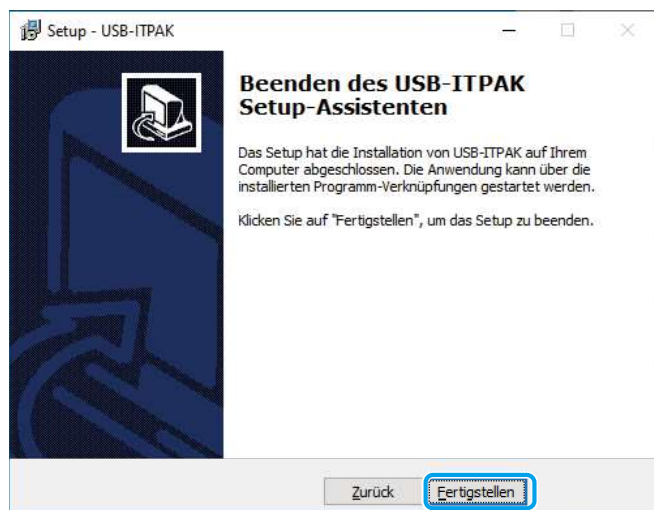 Setup - USB-ITPAK
Beenden des USB-ITPAK
Setup-Assistenten
Das Setup hat die Installation von USB-ITPAK auf Ihrem
Computer abgeschlossen. Die Anwendung kann über die
installierten Programm-Verknüpfungen gestartet werden.
Klicken Sie auf "Fertigstellen", um das Setup zu beenden.
Zurück
Fertigstellen